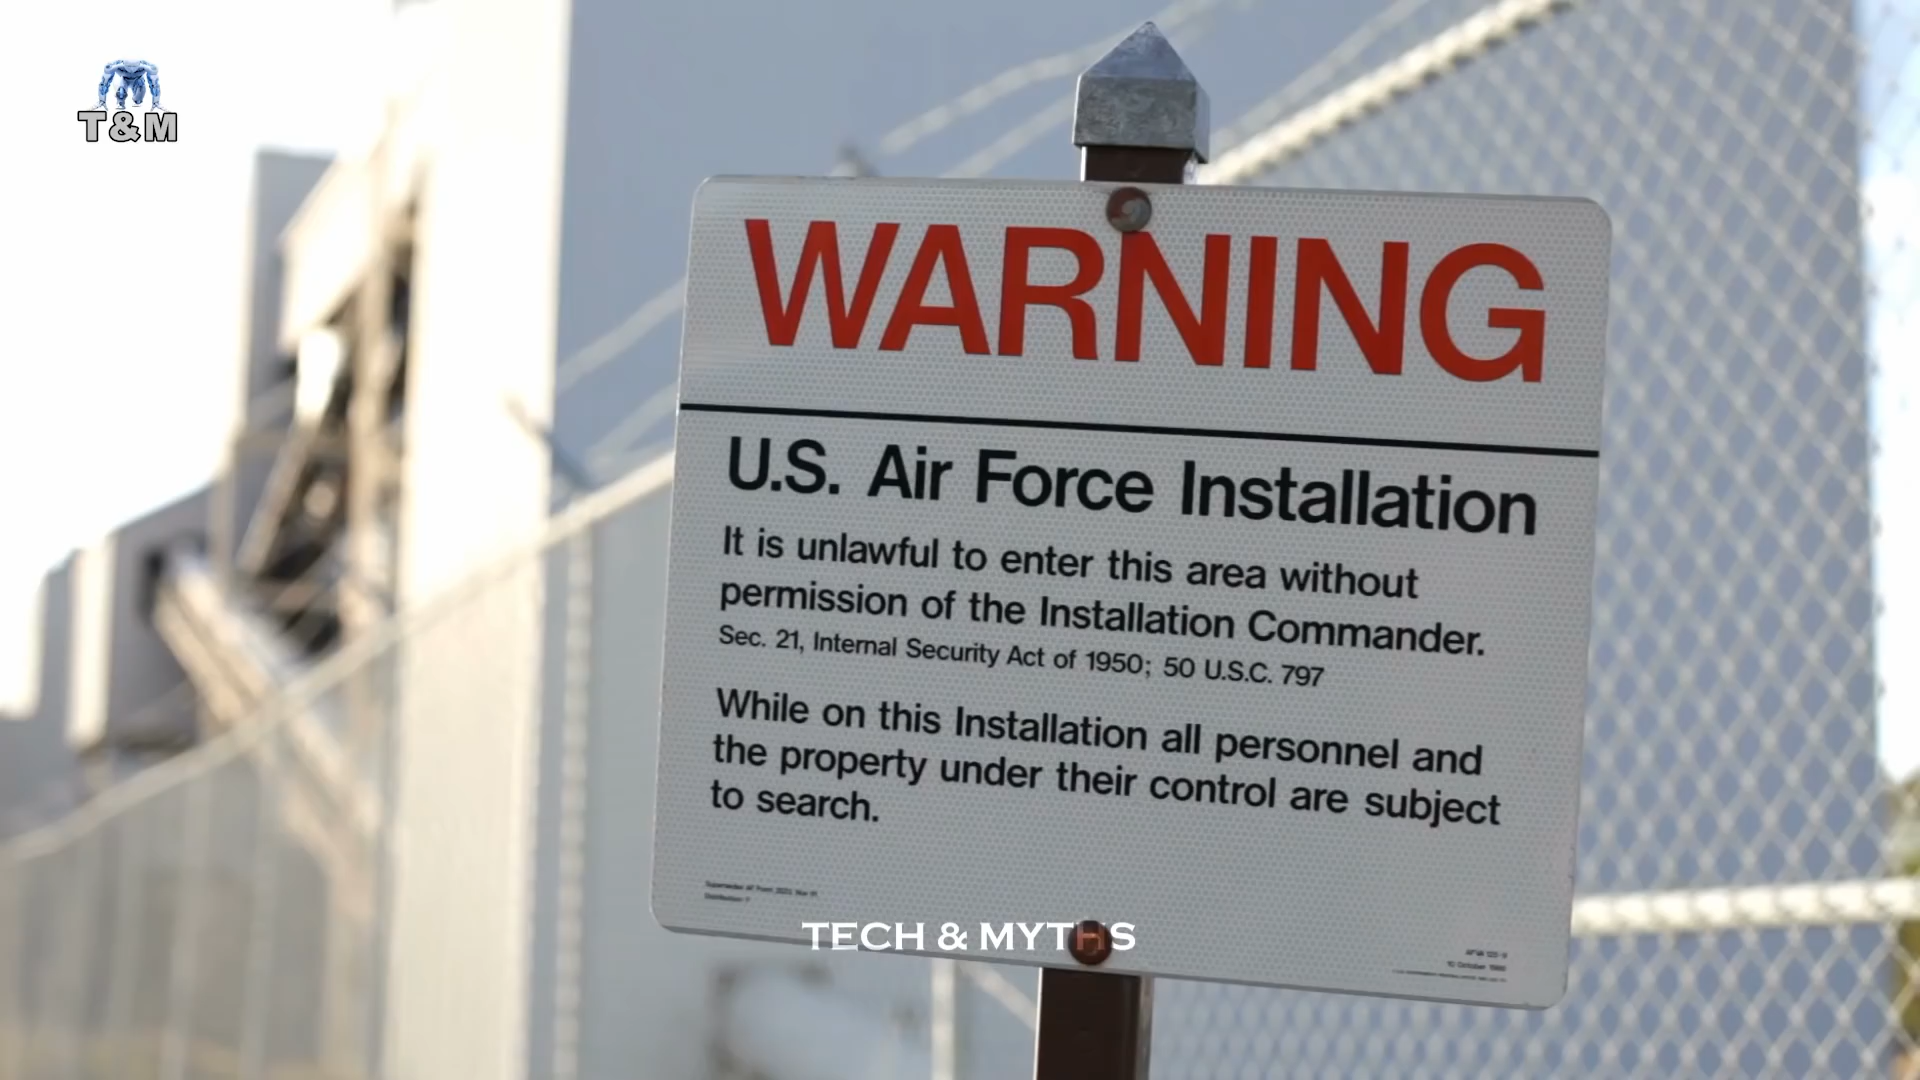 T&M
WARNING
U.S. Air Force Installation
It is unlawful to enter this area without
permission of the Installation Commander.
Sec. 21, Internal Security Act of 1950; 50 U.S.C. 797
While on this Installation all personnel and
the property under their control are subject
to search.
TECH & MYTHS